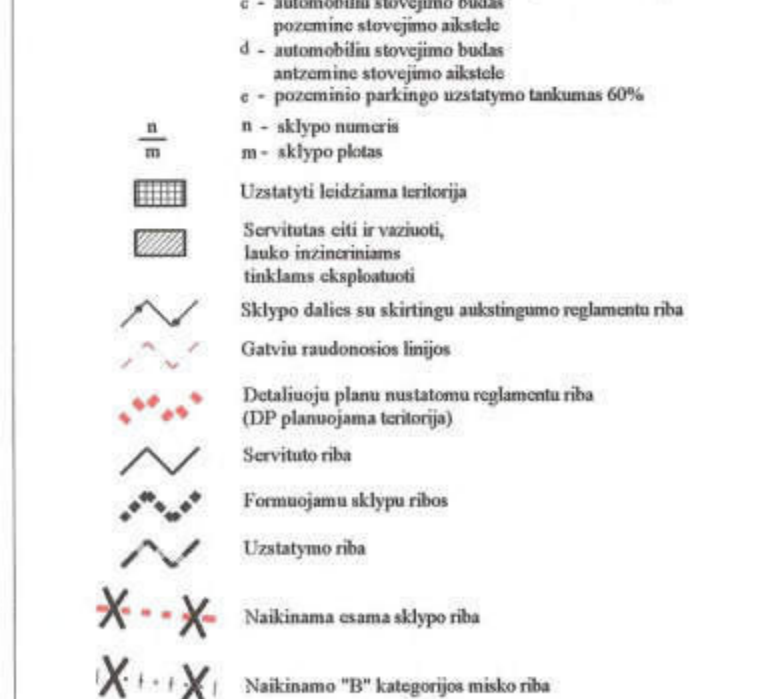 c - automobiliu stovejimo budas
pozemine stovejimo aikstele
d - automobiliu stovejimo budas
antzemine stovejimo aikstele
e - pozeminio parkingo uzstatymo tankumas 60%
n
m
n - sklypo numeris
m - sklypo plotas
Uzstatyti leidziama teritorija
Servitutas eiti ir vaziuoti,
lauko inzineriniams
tinklams eksploatuoti
Sklypo dalies su skirtingu aukstingumo reglamentu riba
Gatviu raudonosios linijos
Detaliuoju planu nustatomu reglamentu riba
(DP planuojama teritorija)
Servituto riba
Formuojamu sklypu ribos
Uzstatymo riba
Naikinama esama sklypo riba
Naikinamo "B" kategorijos misko riba